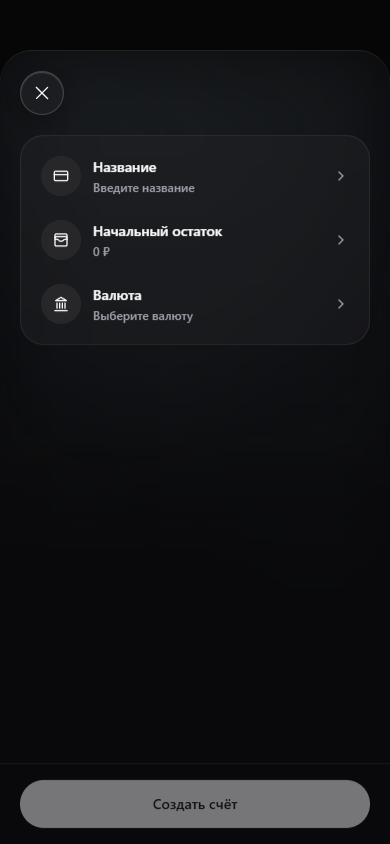 Название
Введите название
Начальный остаток
0 ₽
Валюта
Выберите валюту
Создать счёт